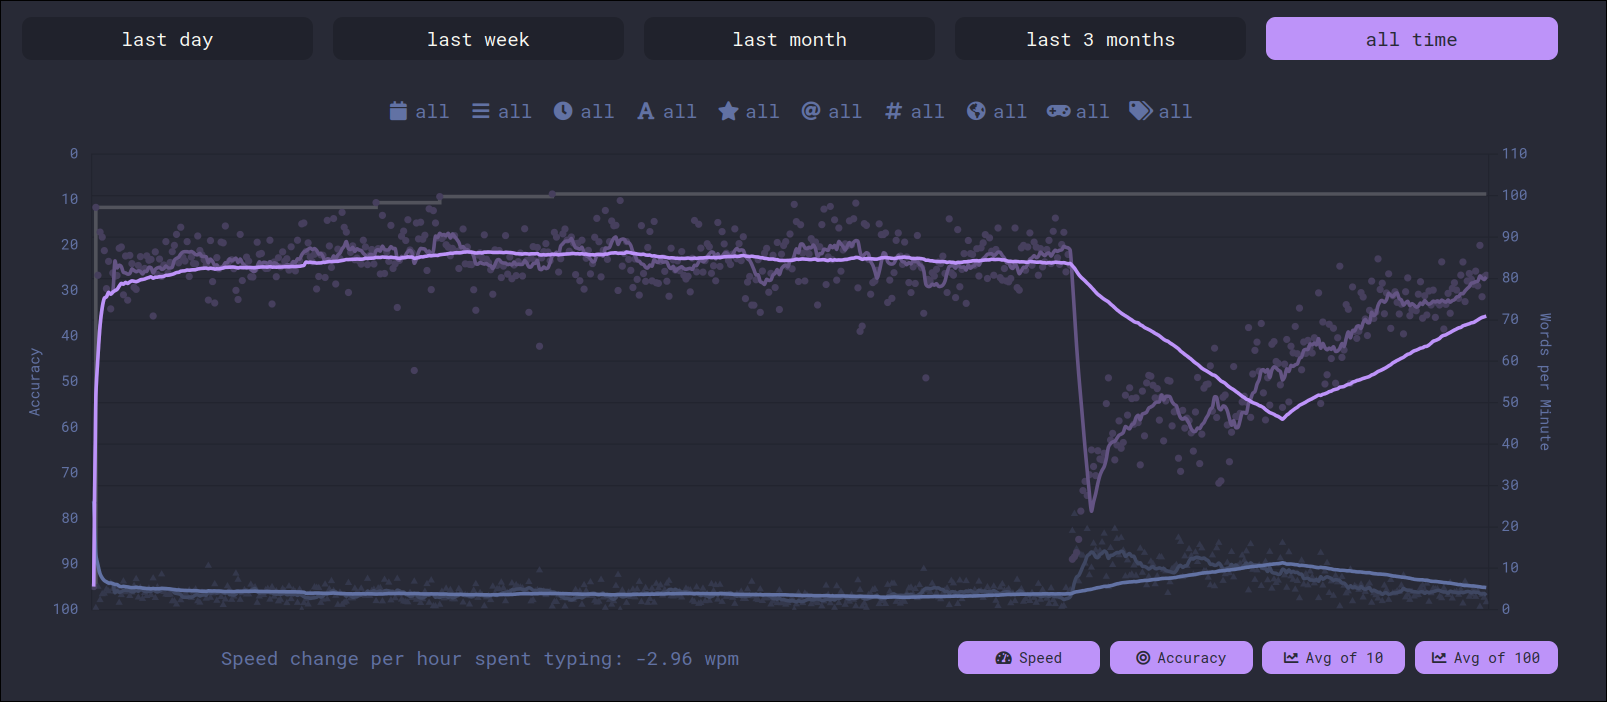 last day last week last month last 3 months all time
all all all all all @ all # all all all all
0 110
10 100
20 90
30 80
40 70
50 60
60 50
70 40
80 30
90 20
100 10
0
Accuracy
Words per Minute
Speed change per hour spent typing: -2.96 wpm
Speed Accuracy Avg of 10 Avg of 100